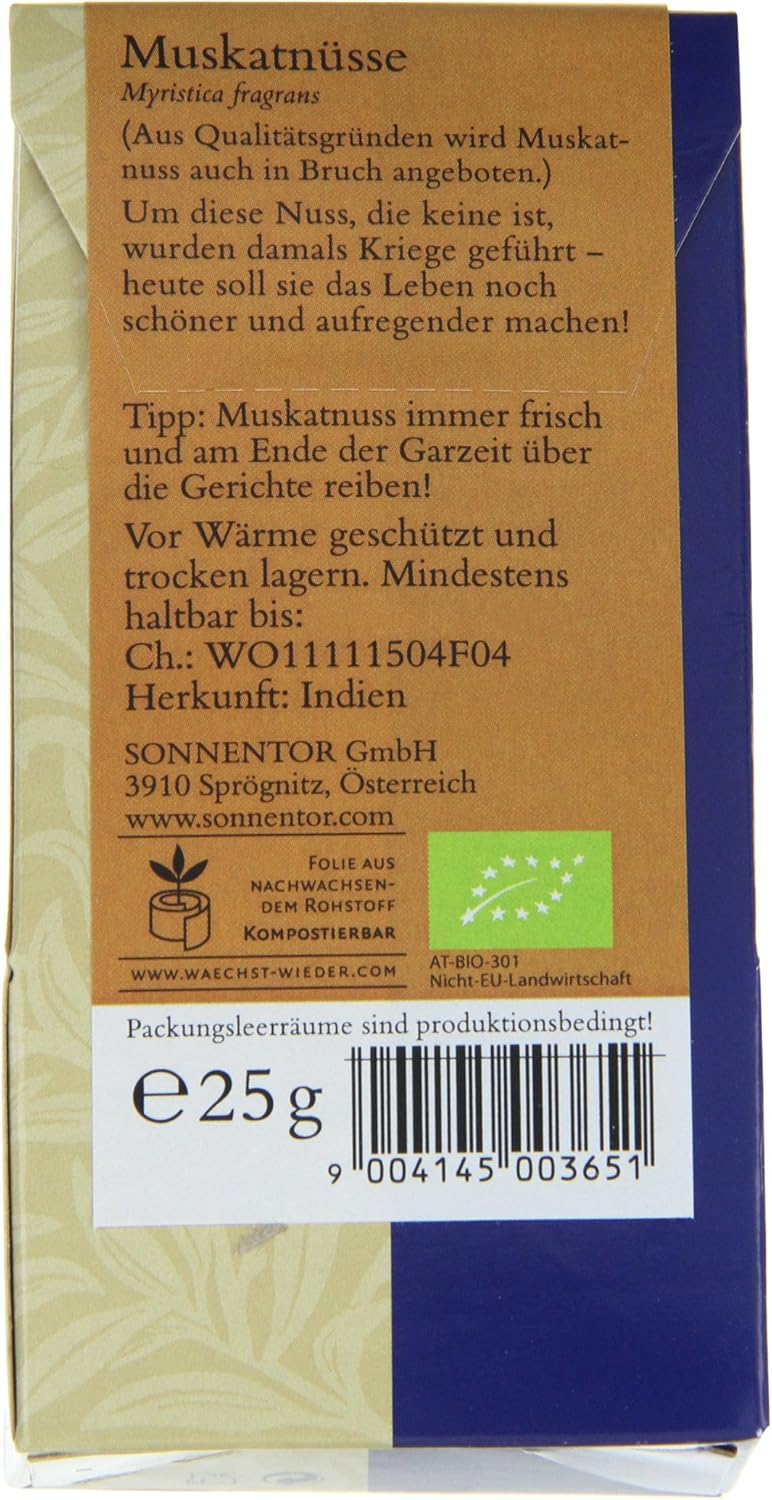 Muskatnüsse
Myristica fragrans
(Aus Qualitätsgründen wird Muskat-
nuss auch in Bruch angeboten.)
Um diese Nuss, die keine ist,
wurden damals Kriege geführt –
heute soll sie das Leben noch
schöner und aufregender machen!
Tipp: Muskatnuss immer frisch
und am Ende der Garzeit über
die Gerichte reiben!
Vor Wärme geschützt und
trocken lagern. Mindestens
haltbar bis:
Ch.: WO11111504F04
Herkunft: Indien
SONNENTOR GmbH
3910 Sprögnitz, Österreich
www.sonnentor.com
FOLIE AUS
NACHWACHSEN-
DEM ROHSTOFF
KOMPOSTIERBAR
WWW.WAECHST-WIEDER.COM
AT-BIO-301
Nicht-EU-Landwirtschaft
Packungsleerräume sind produktionsbedingt!
℮25g
9 004145 003651